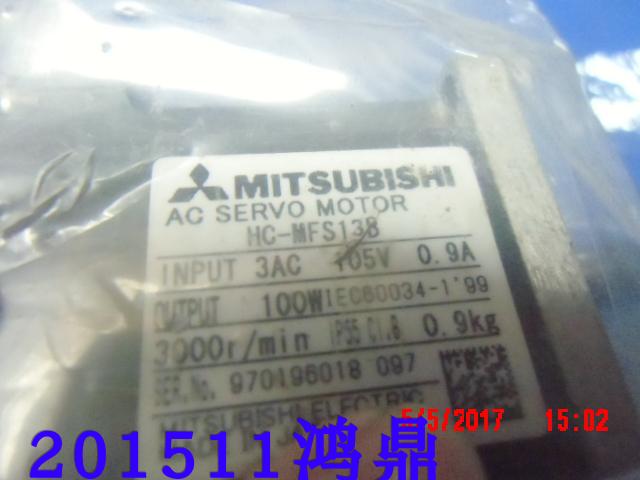 MITSUBISHI
AC SERVO MOTOR
HC-MFS13B
INPUT 3AC 105V 0.9A
OUTPUT 100W IEC60034-1'99
3000r/min IP55 Cl.B 0.9kg
SER.No. 970196018 097
MITSUBISHI ELECTRIC
5/5/2017 15:02
201511鸿鼎